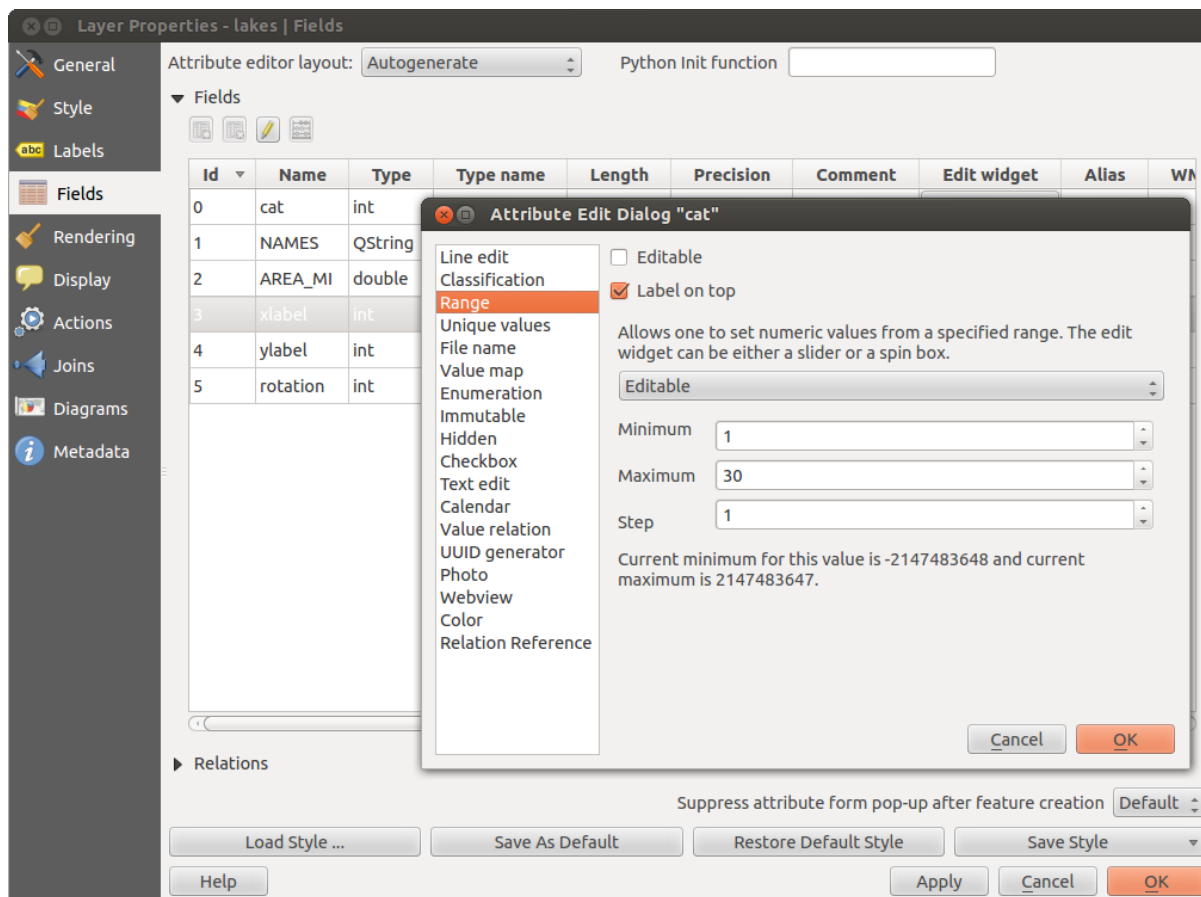 Layer Properties - lakes | Fields
General
Style
abc Labels
Fields
Rendering
Display
Actions
Joins
Diagrams
Metadata
Attribute editor layout: Autogenerate Python Init function
Fields
Id Name Type Type name Length Precision Comment Edit widget Alias WM
0 cat int
1 NAMES QString
2 AREA_MI double
3 xlabel int
4 ylabel int
5 rotation int
Attribute Edit Dialog "cat"
Line edit
Classification
Range
Unique values
File name
Value map
Enumeration
Immutable
Hidden
Checkbox
Text edit
Calendar
Value relation
UUID generator
Photo
Webview
Color
Relation Reference
Editable
Label on top
Allows one to set numeric values from a specified range. The edit
widget can be either a slider or a spin box.
Editable
Minimum 1
Maximum 30
Step 1
Current minimum for this value is -2147483648 and current
maximum is 2147483647.
Cancel OK
Relations
Suppress attribute form pop-up after feature creation Default
Load Style ... Save As Default Restore Default Style Save Style
Help Apply Cancel OK